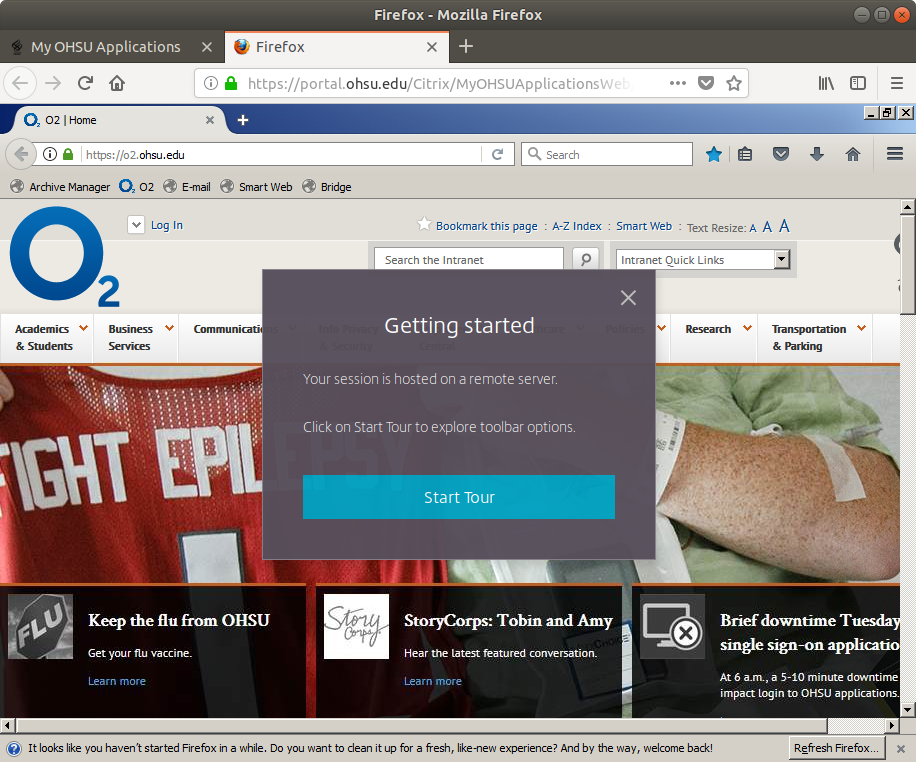 Firefox - Mozilla Firefox
My OHSU Applications
Firefox
https://portal.ohsu.edu/Citrix/MyOHSUApplicationsWeb
O2 | Home
https://o2.ohsu.edu
Search
Archive Manager
O2
E-mail
Smart Web
Bridge
O2
Log In
Bookmark this page : A-Z Index : Smart Web : Text Resize: A A A
Search the Intranet
Intranet Quick Links
Academics
& Students
Business
Services
Communications
Policies
Research
Transportation
& Parking
Getting started
Your session is hosted on a remote server.
Click on Start Tour to explore toolbar options.
Start Tour
FIGHT EPIL
FLU
Keep the flu from OHSU
Get your flu vaccine.
Learn more
Story
Corps
StoryCorps: Tobin and Amy
Hear the latest featured conversation.
Learn more
CHOICE
Brief downtime Tuesday
single sign-on applicatio
At 6 a.m., a 5-10 minute downtime
impact login to OHSU applications.
It looks like you haven't started Firefox in a while. Do you want to clean it up for a fresh, like-new experience? And by the way, welcome back!
Refresh Firefox...